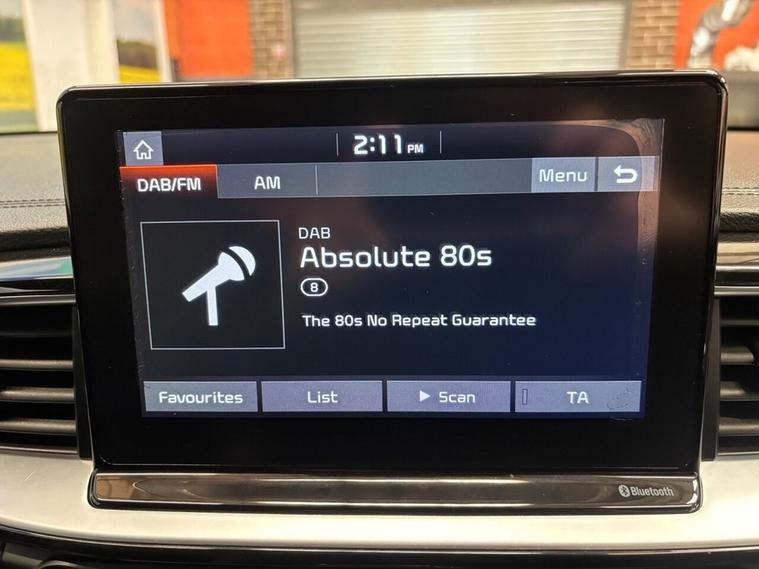 2:11 PM
DAB/FM AM Menu
DAB
Absolute 80s
8
The 80s No Repeat Guarantee
Favourites List Scan TA
Bluetooth